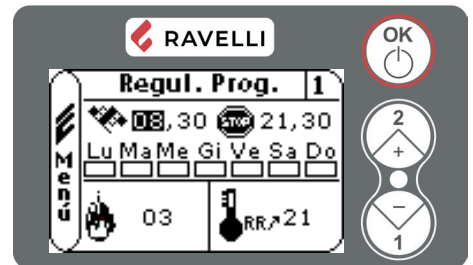 RAVELLI
OK
Regul. Prog. 1
08,30 STOP 21,30
Lu Ma Me Gi Ve Sa Do
Menú
03
RR 21
2
+
−
1